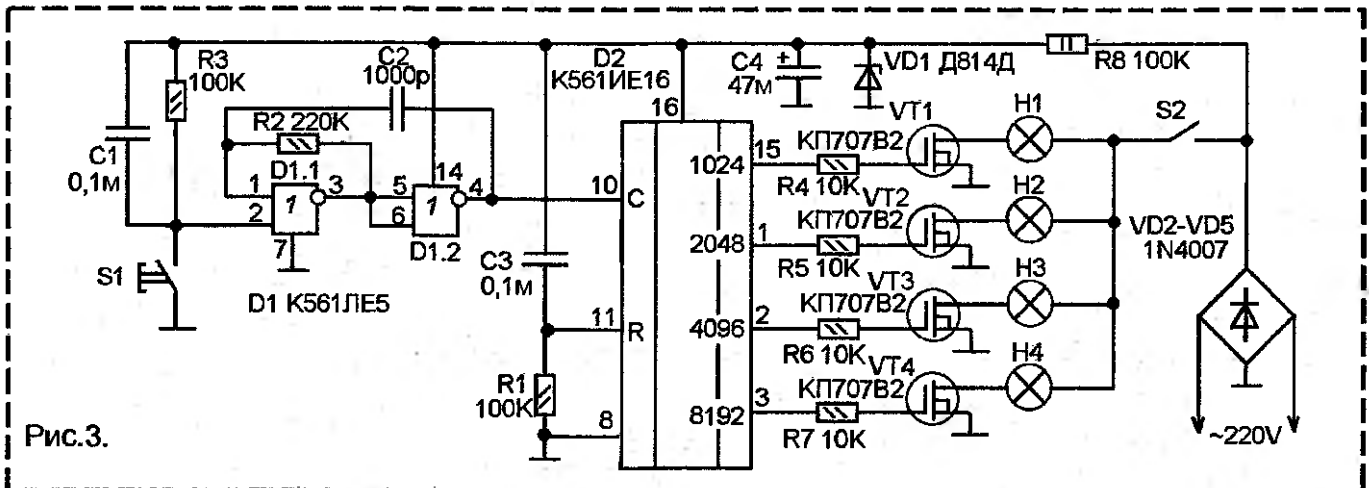 R3
100K
C2
1000p
D2
К561ИЕ16
C4
47м
+
VD1 Д814Д
R8 100K
C1
0,1м
R2 220K
D1.1
1
2
1
3
7
14
5
6
1
4
D1.2
S1
D1 К561ЛЕ5
C3
0,1м
R1
100K
16
10
C
11
R
8
1024
15
2048
1
4096
2
8192
3
КП707В2
R4 10K
VT1
H1
КП707В2
R5 10K
VT2
H2
КП707В2
R6 10K
VT3
H3
КП707В2
R7 10K
VT4
H4
S2
VD2-VD5
1N4007
~220V
Рис.3.